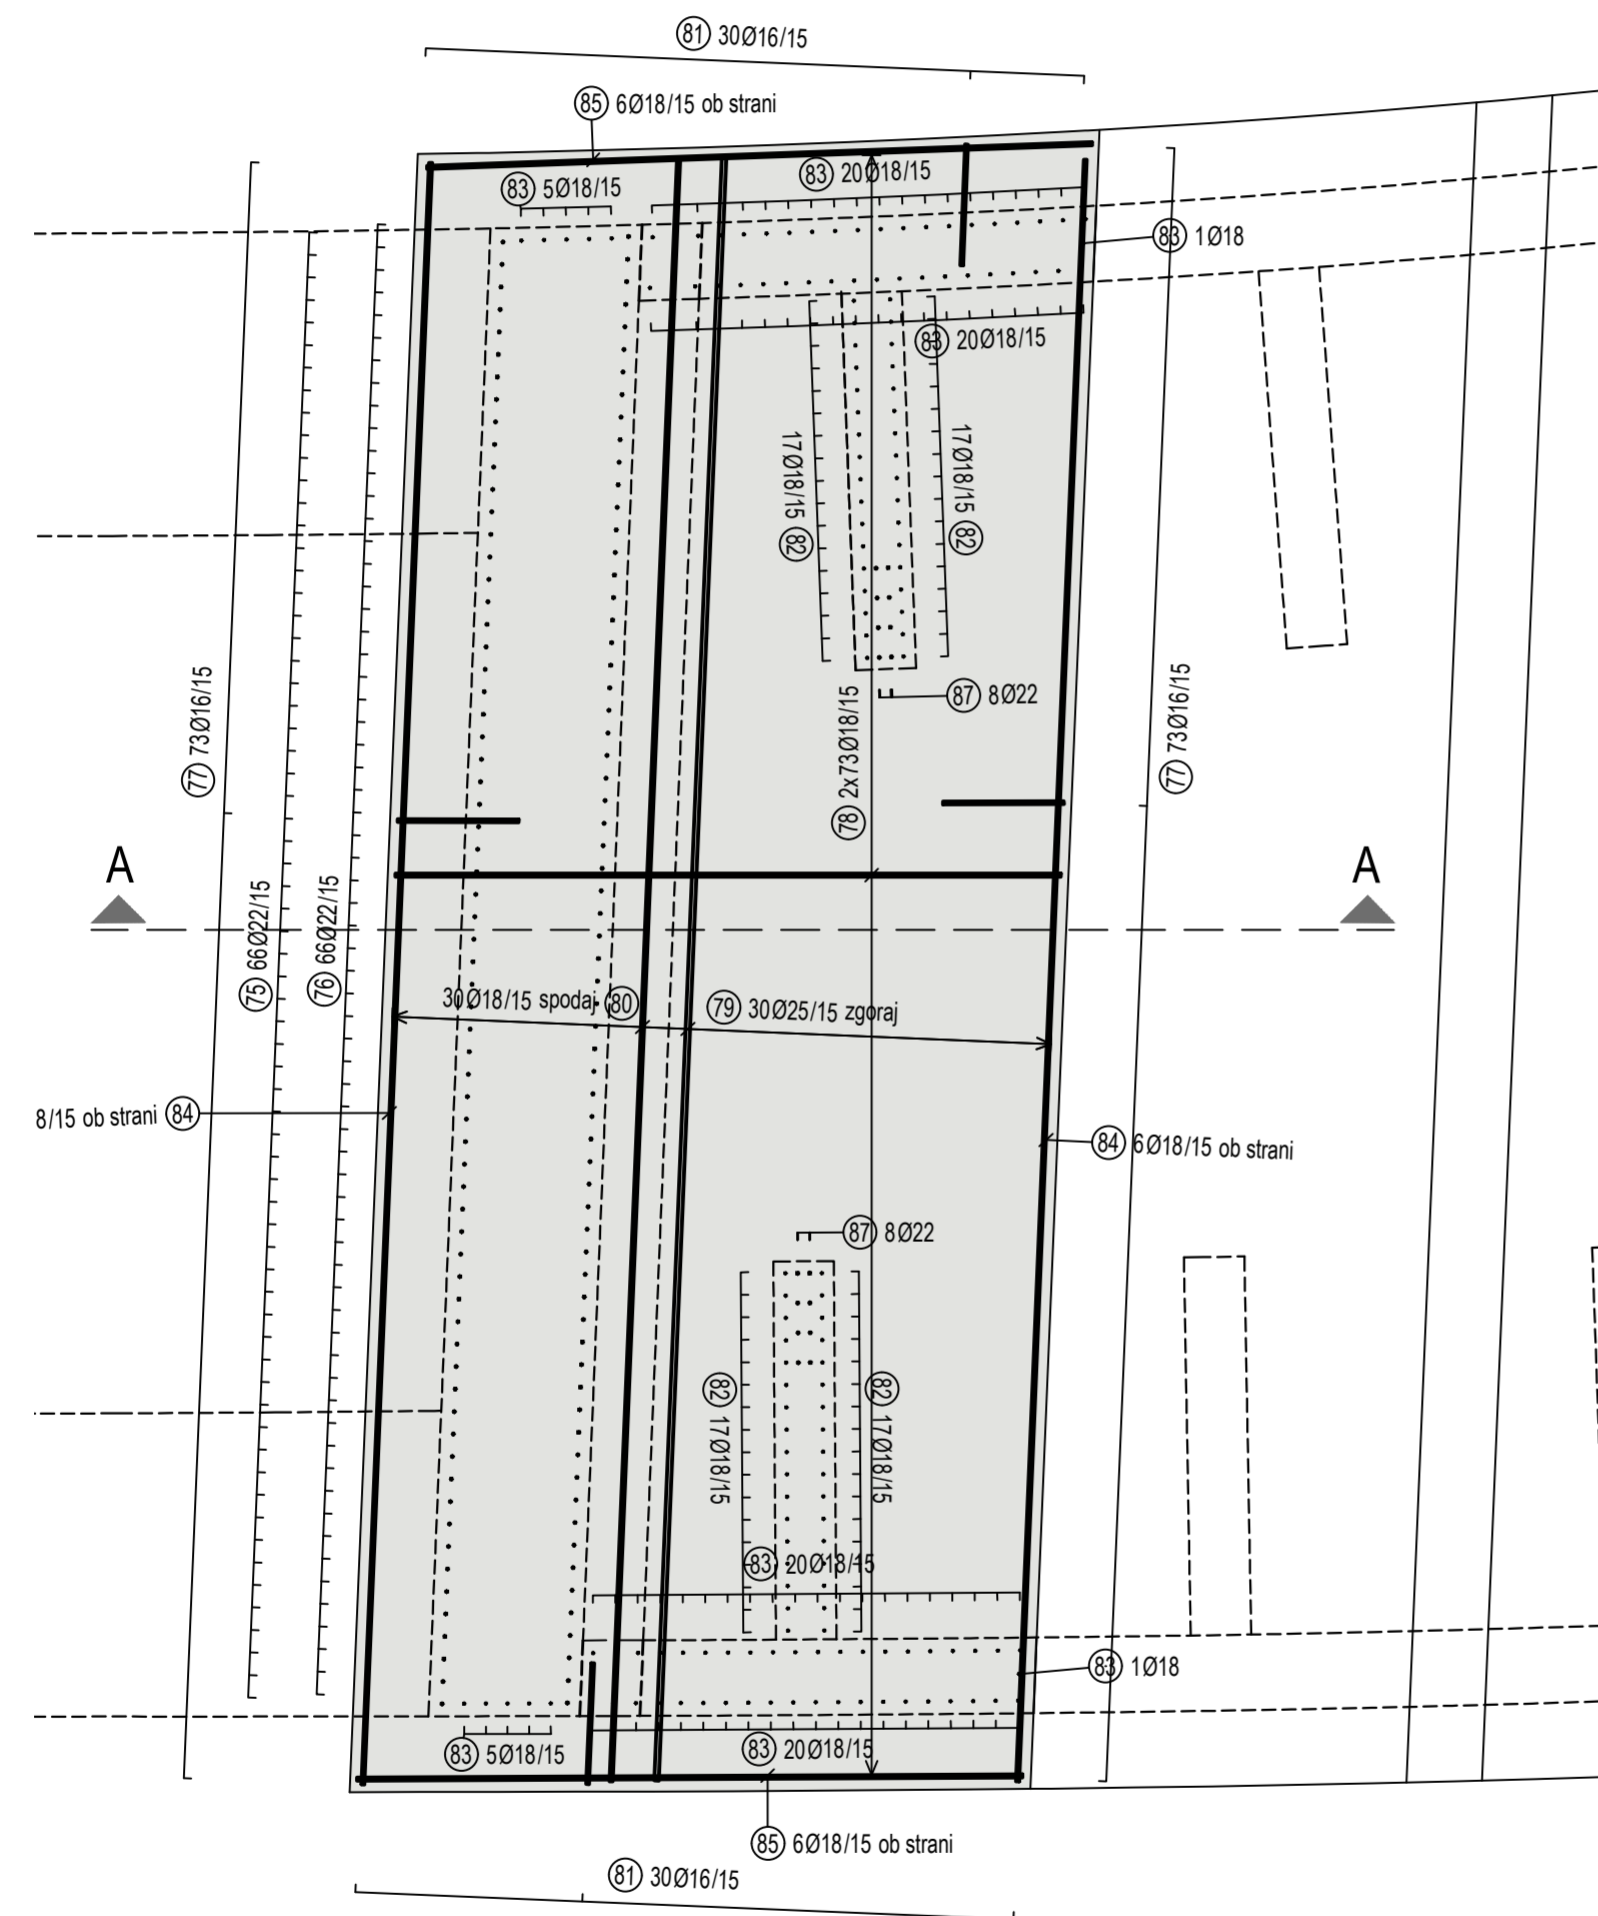 81 30Ø16/15
85 6Ø18/15 ob strani
83 5Ø18/15
83 20Ø18/15
83 1Ø18
83 20Ø18/15
17Ø18/15 82
17Ø18/15 82
77 73Ø16/15
78 2x73Ø18/15
87 8Ø22
77 73Ø16/15
A
A
75 66Ø22/15
76 66Ø22/15
30Ø18/15 spodaj 80
79 30Ø25/15 zgoraj
8/15 ob strani 84
84 6Ø18/15 ob strani
87 8Ø22
82 17Ø18/15
82 17Ø18/15
83 20Ø18/15
83 1Ø18
83 5Ø18/15
83 20Ø18/15
85 6Ø18/15 ob strani
81 30Ø16/15